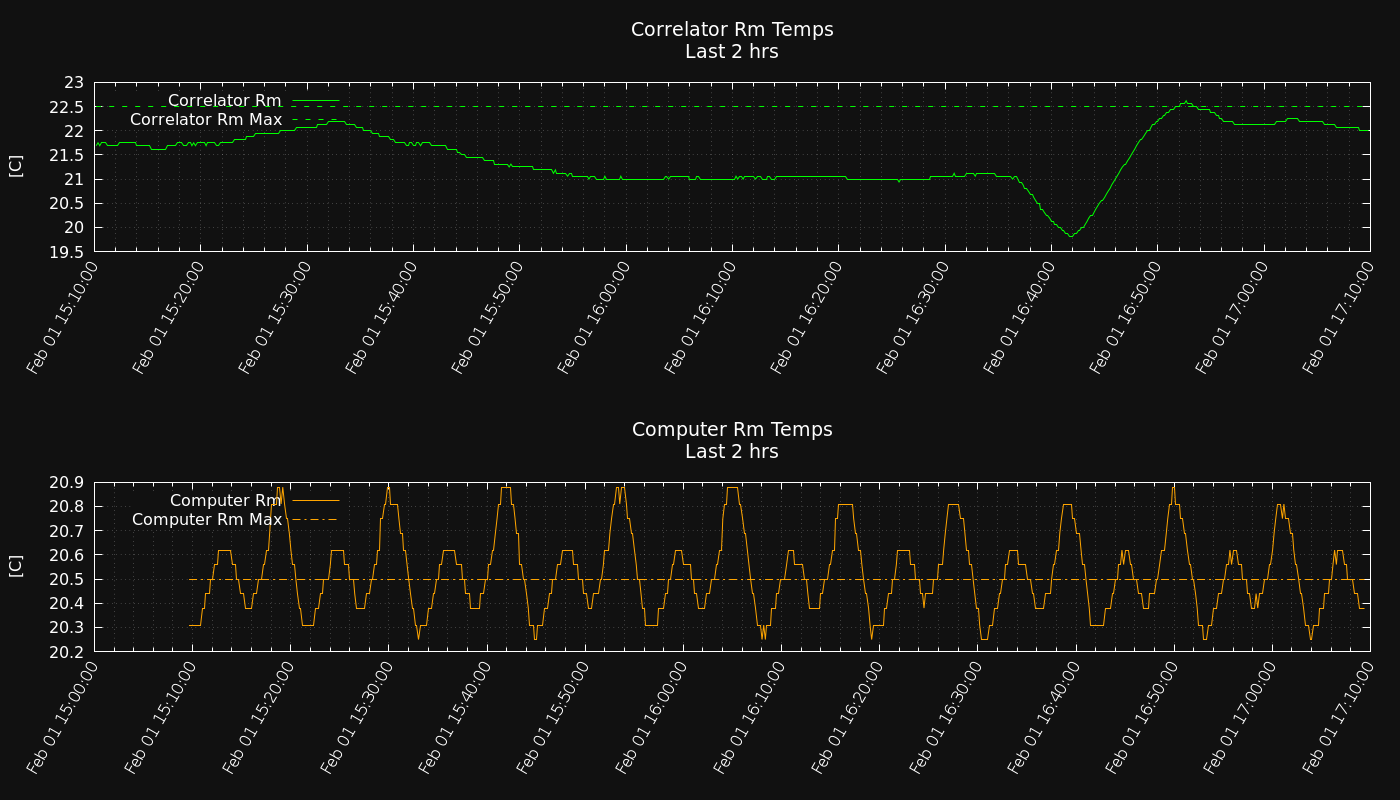 Correlator Rm Temps
Last 2 hrs
23
22.5
22
21.5
21
20.5
20
19.5
[C]
Correlator Rm
Correlator Rm Max
Feb 01 15:10:00
Feb 01 15:20:00
Feb 01 15:30:00
Feb 01 15:40:00
Feb 01 15:50:00
Feb 01 16:00:00
Feb 01 16:10:00
Feb 01 16:20:00
Feb 01 16:30:00
Feb 01 16:40:00
Feb 01 16:50:00
Feb 01 17:00:00
Feb 01 17:10:00
Computer Rm Temps
Last 2 hrs
20.9
20.8
20.7
20.6
20.5
20.4
20.3
20.2
[C]
Computer Rm
Computer Rm Max
Feb 01 15:00:00
Feb 01 15:10:00
Feb 01 15:20:00
Feb 01 15:30:00
Feb 01 15:40:00
Feb 01 15:50:00
Feb 01 16:00:00
Feb 01 16:10:00
Feb 01 16:20:00
Feb 01 16:30:00
Feb 01 16:40:00
Feb 01 16:50:00
Feb 01 17:00:00
Feb 01 17:10:00